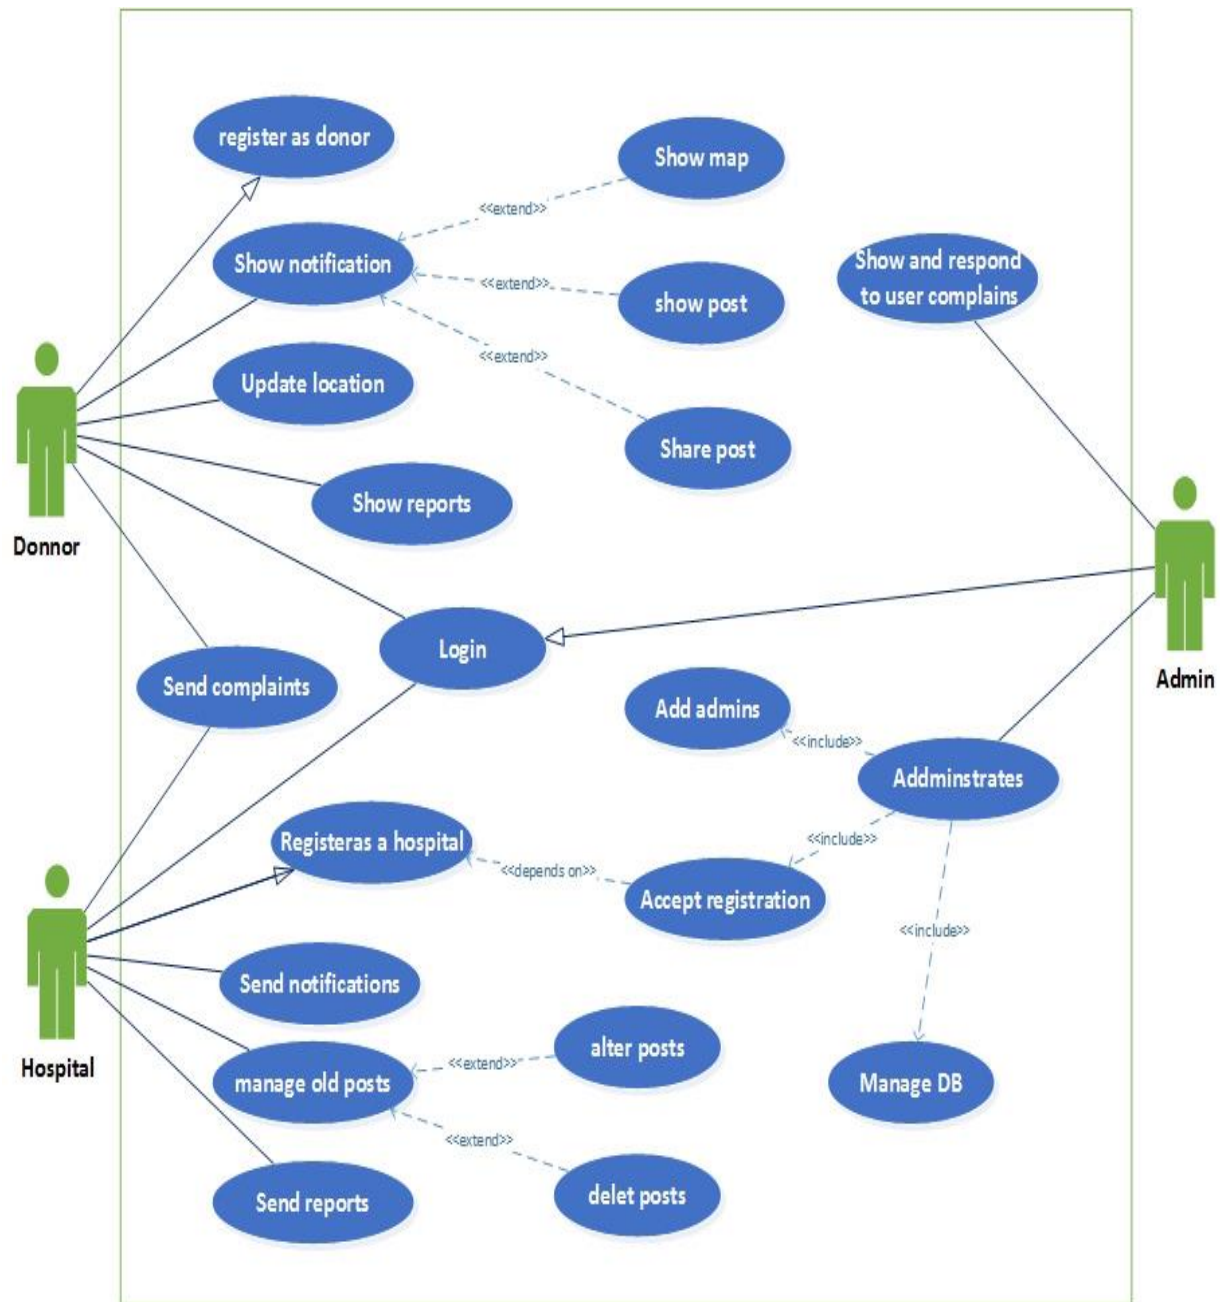 register as donor
Show map
<<extend>>
Show notification
Show and respond
to user complains
<<extend>>
show post
<<extend>>
Update location
Share post
Show reports
Donnor
Login
Send complaints
Admin
Add admins
<<include>>
Addminstrates
Registeras a hospital
<<include>>
<<depends on>>
Accept registration
<<include>>
Send notifications
Hospital
alter posts
<<extend>>
manage old posts
Manage DB
<<extend>>
Send reports
delet posts